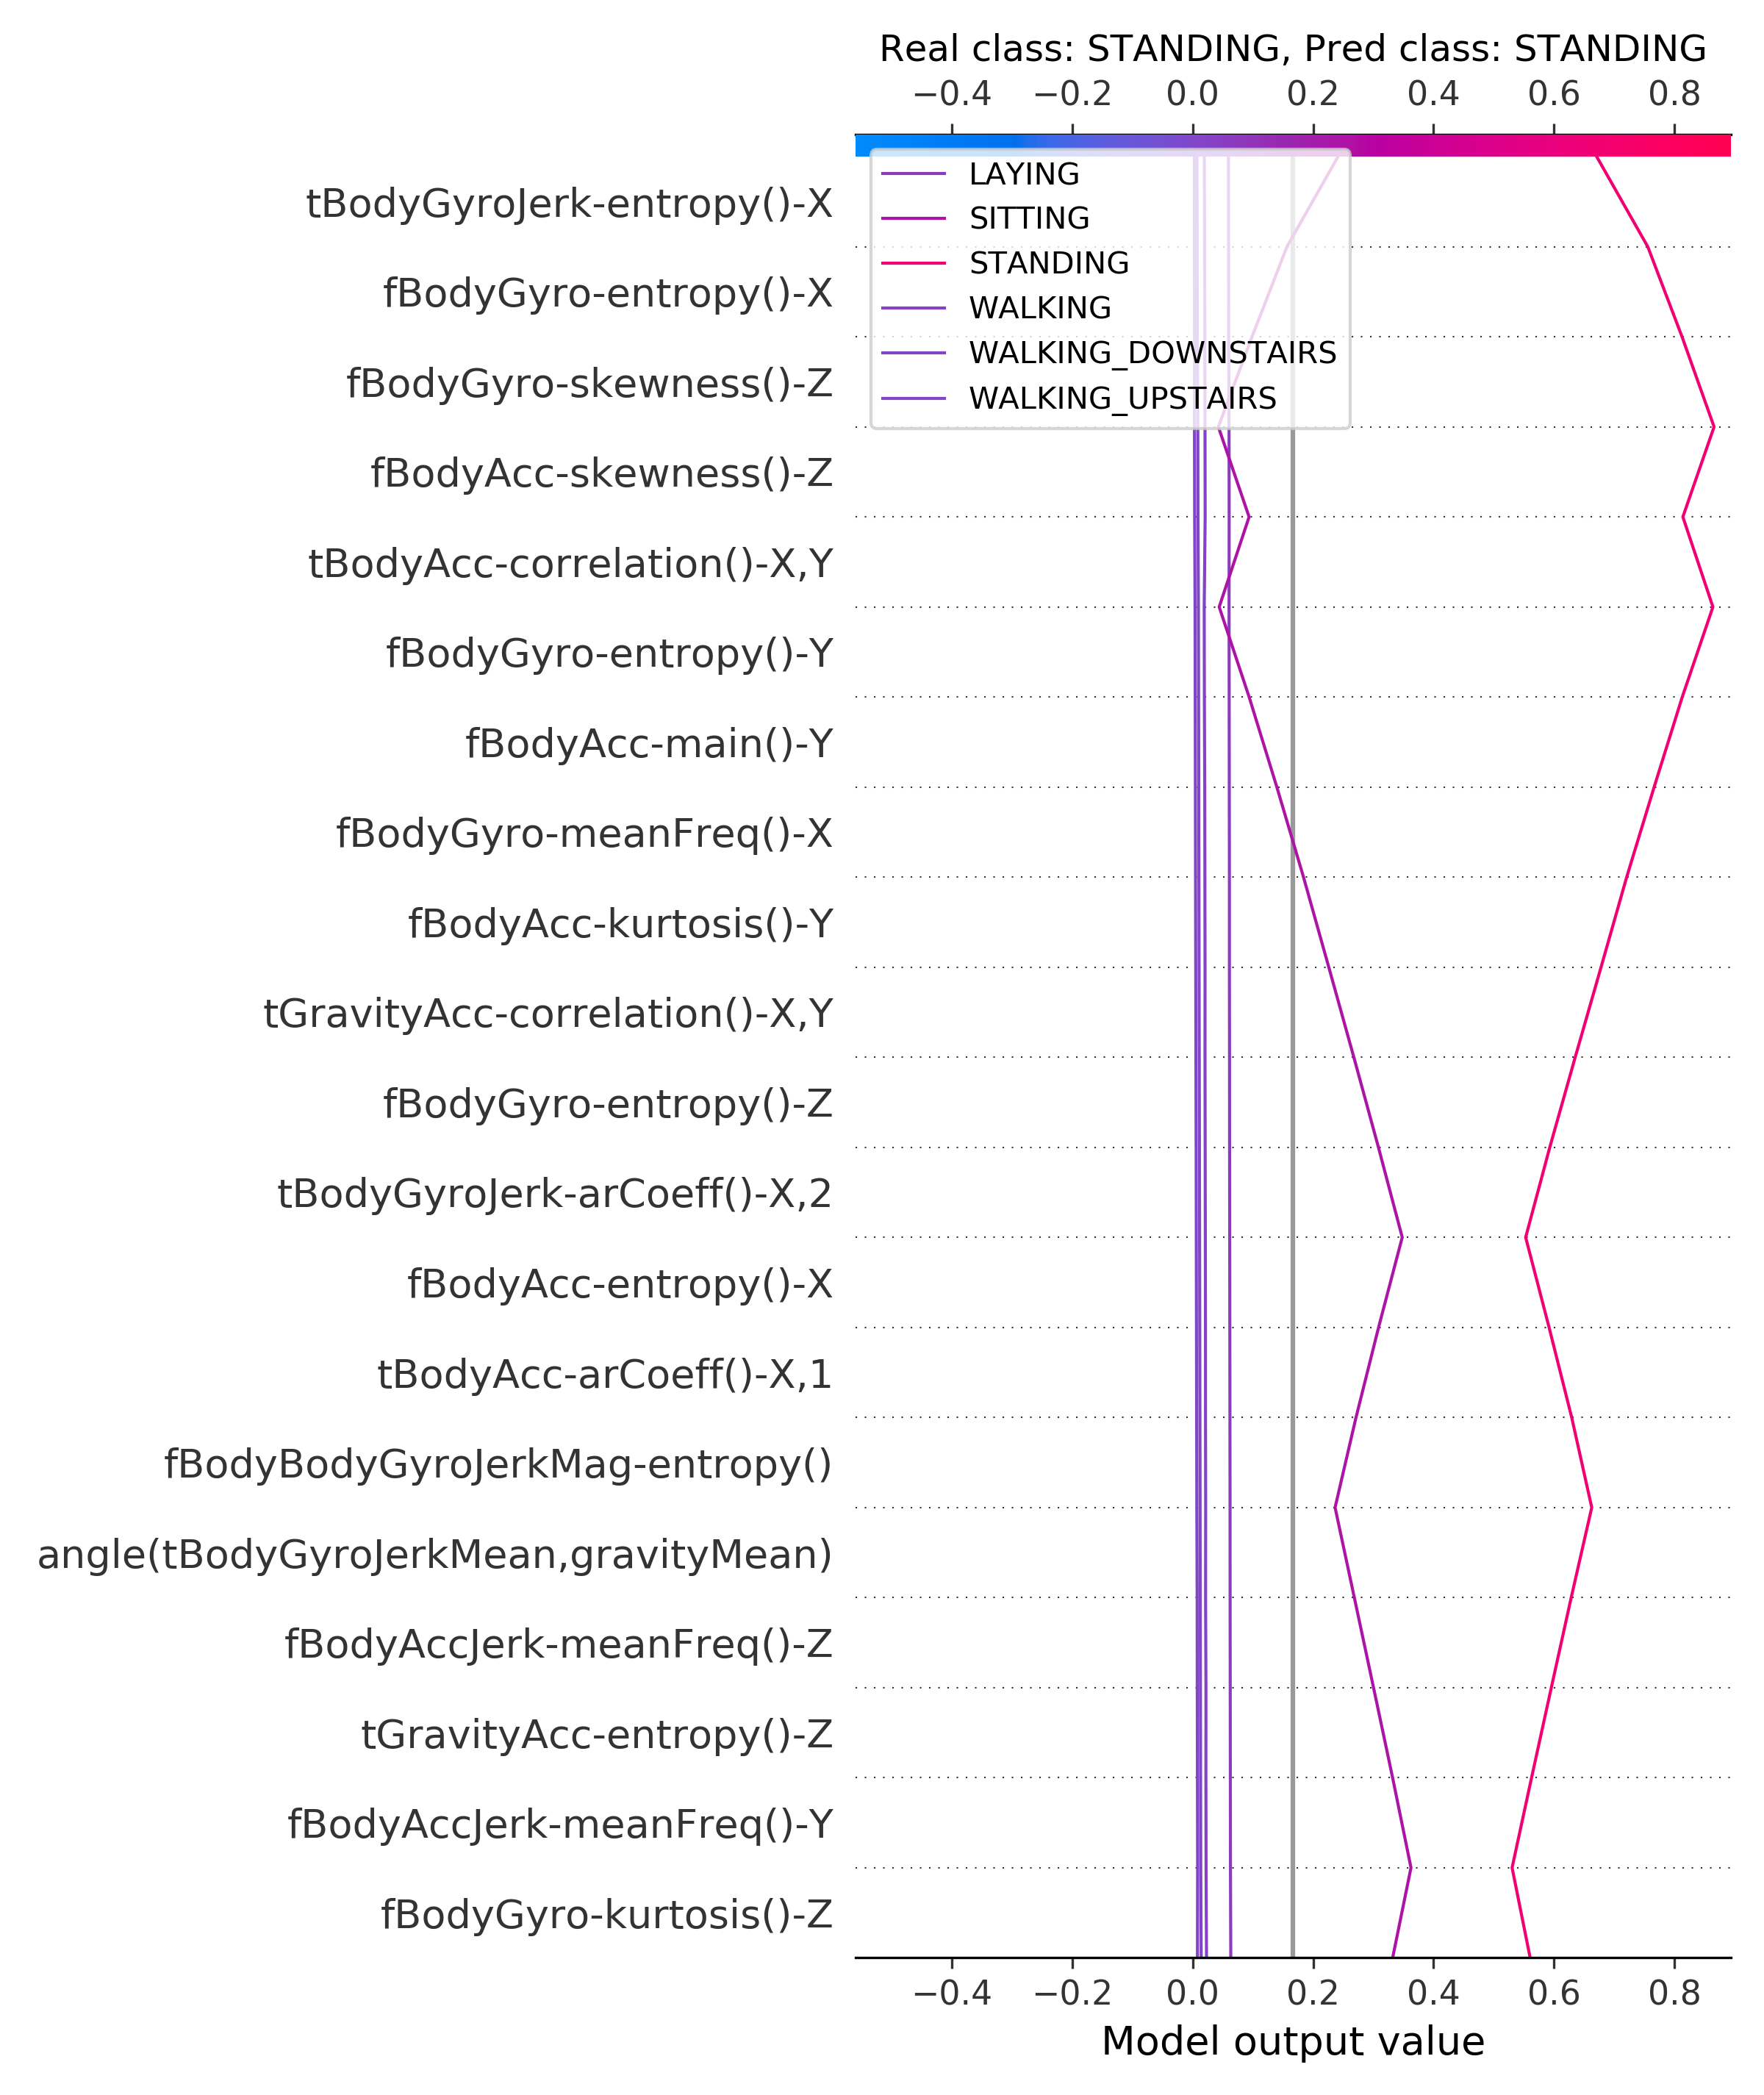 Real class: STANDING, Pred class: STANDING
−0.4 −0.2 0.0 0.2 0.4 0.6 0.8
LAYING
SITTING
STANDING
WALKING
WALKING_DOWNSTAIRS
WALKING_UPSTAIRS
tBodyGyroJerk-entropy()-X
fBodyGyro-entropy()-X
fBodyGyro-skewness()-Z
fBodyAcc-skewness()-Z
tBodyAcc-correlation()-X,Y
fBodyGyro-entropy()-Y
fBodyAcc-main()-Y
fBodyGyro-meanFreq()-X
fBodyAcc-kurtosis()-Y
tGravityAcc-correlation()-X,Y
fBodyGyro-entropy()-Z
tBodyGyroJerk-arCoeff()-X,2
fBodyAcc-entropy()-X
tBodyAcc-arCoeff()-X,1
fBodyBodyGyroJerkMag-entropy()
angle(tBodyGyroJerkMean,gravityMean)
fBodyAccJerk-meanFreq()-Z
tGravityAcc-entropy()-Z
fBodyAccJerk-meanFreq()-Y
fBodyGyro-kurtosis()-Z
−0.4 −0.2 0.0 0.2 0.4 0.6 0.8
Model output value